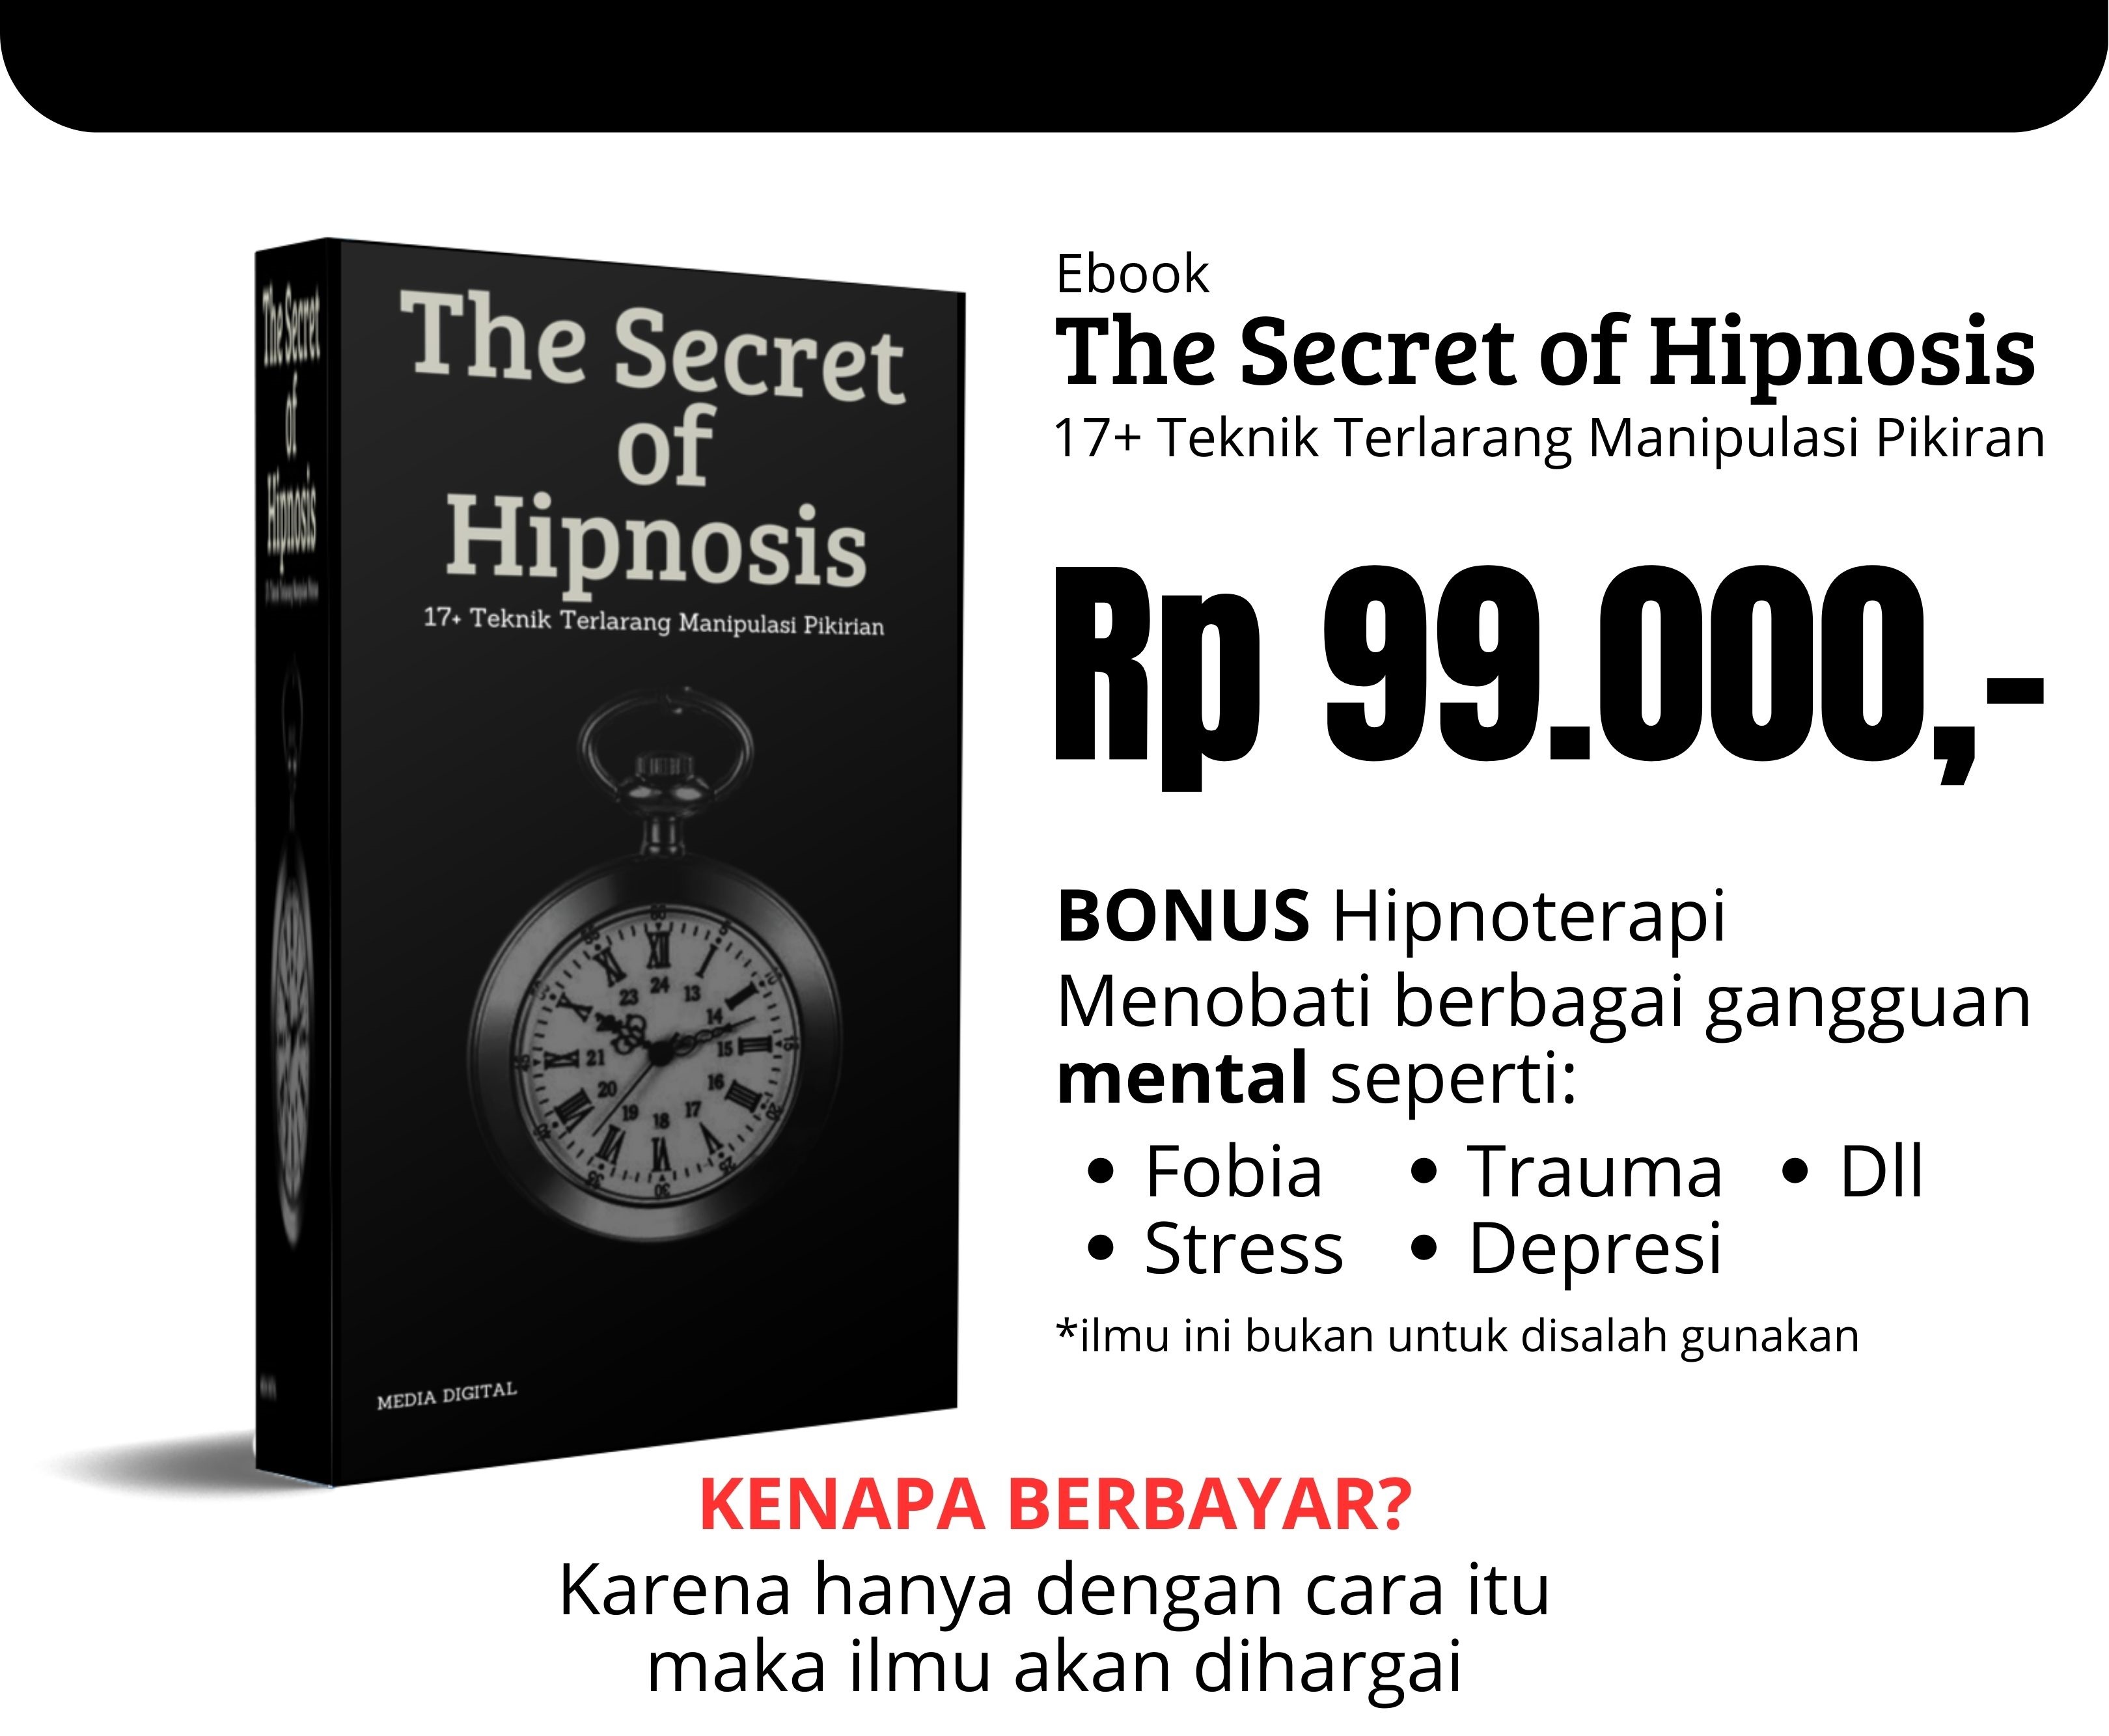 The Secret
of
Hipnosis
The Secret
of
Hipnosis
17+ Teknik Terlarang Manipulasi Pikirian
MEDIA DIGITAL
Ebook
The Secret of Hipnosis
17+ Teknik Terlarang Manipulasi Pikiran
Rp 99.000,-
BONUS Hipnoterapi
Menobati berbagai gangguan
mental seperti:
• Fobia • Trauma • Dll
• Stress • Depresi
*ilmu ini bukan untuk disalah gunakan
KENAPA BERBAYAR?
Karena hanya dengan cara itu
maka ilmu akan dihargai